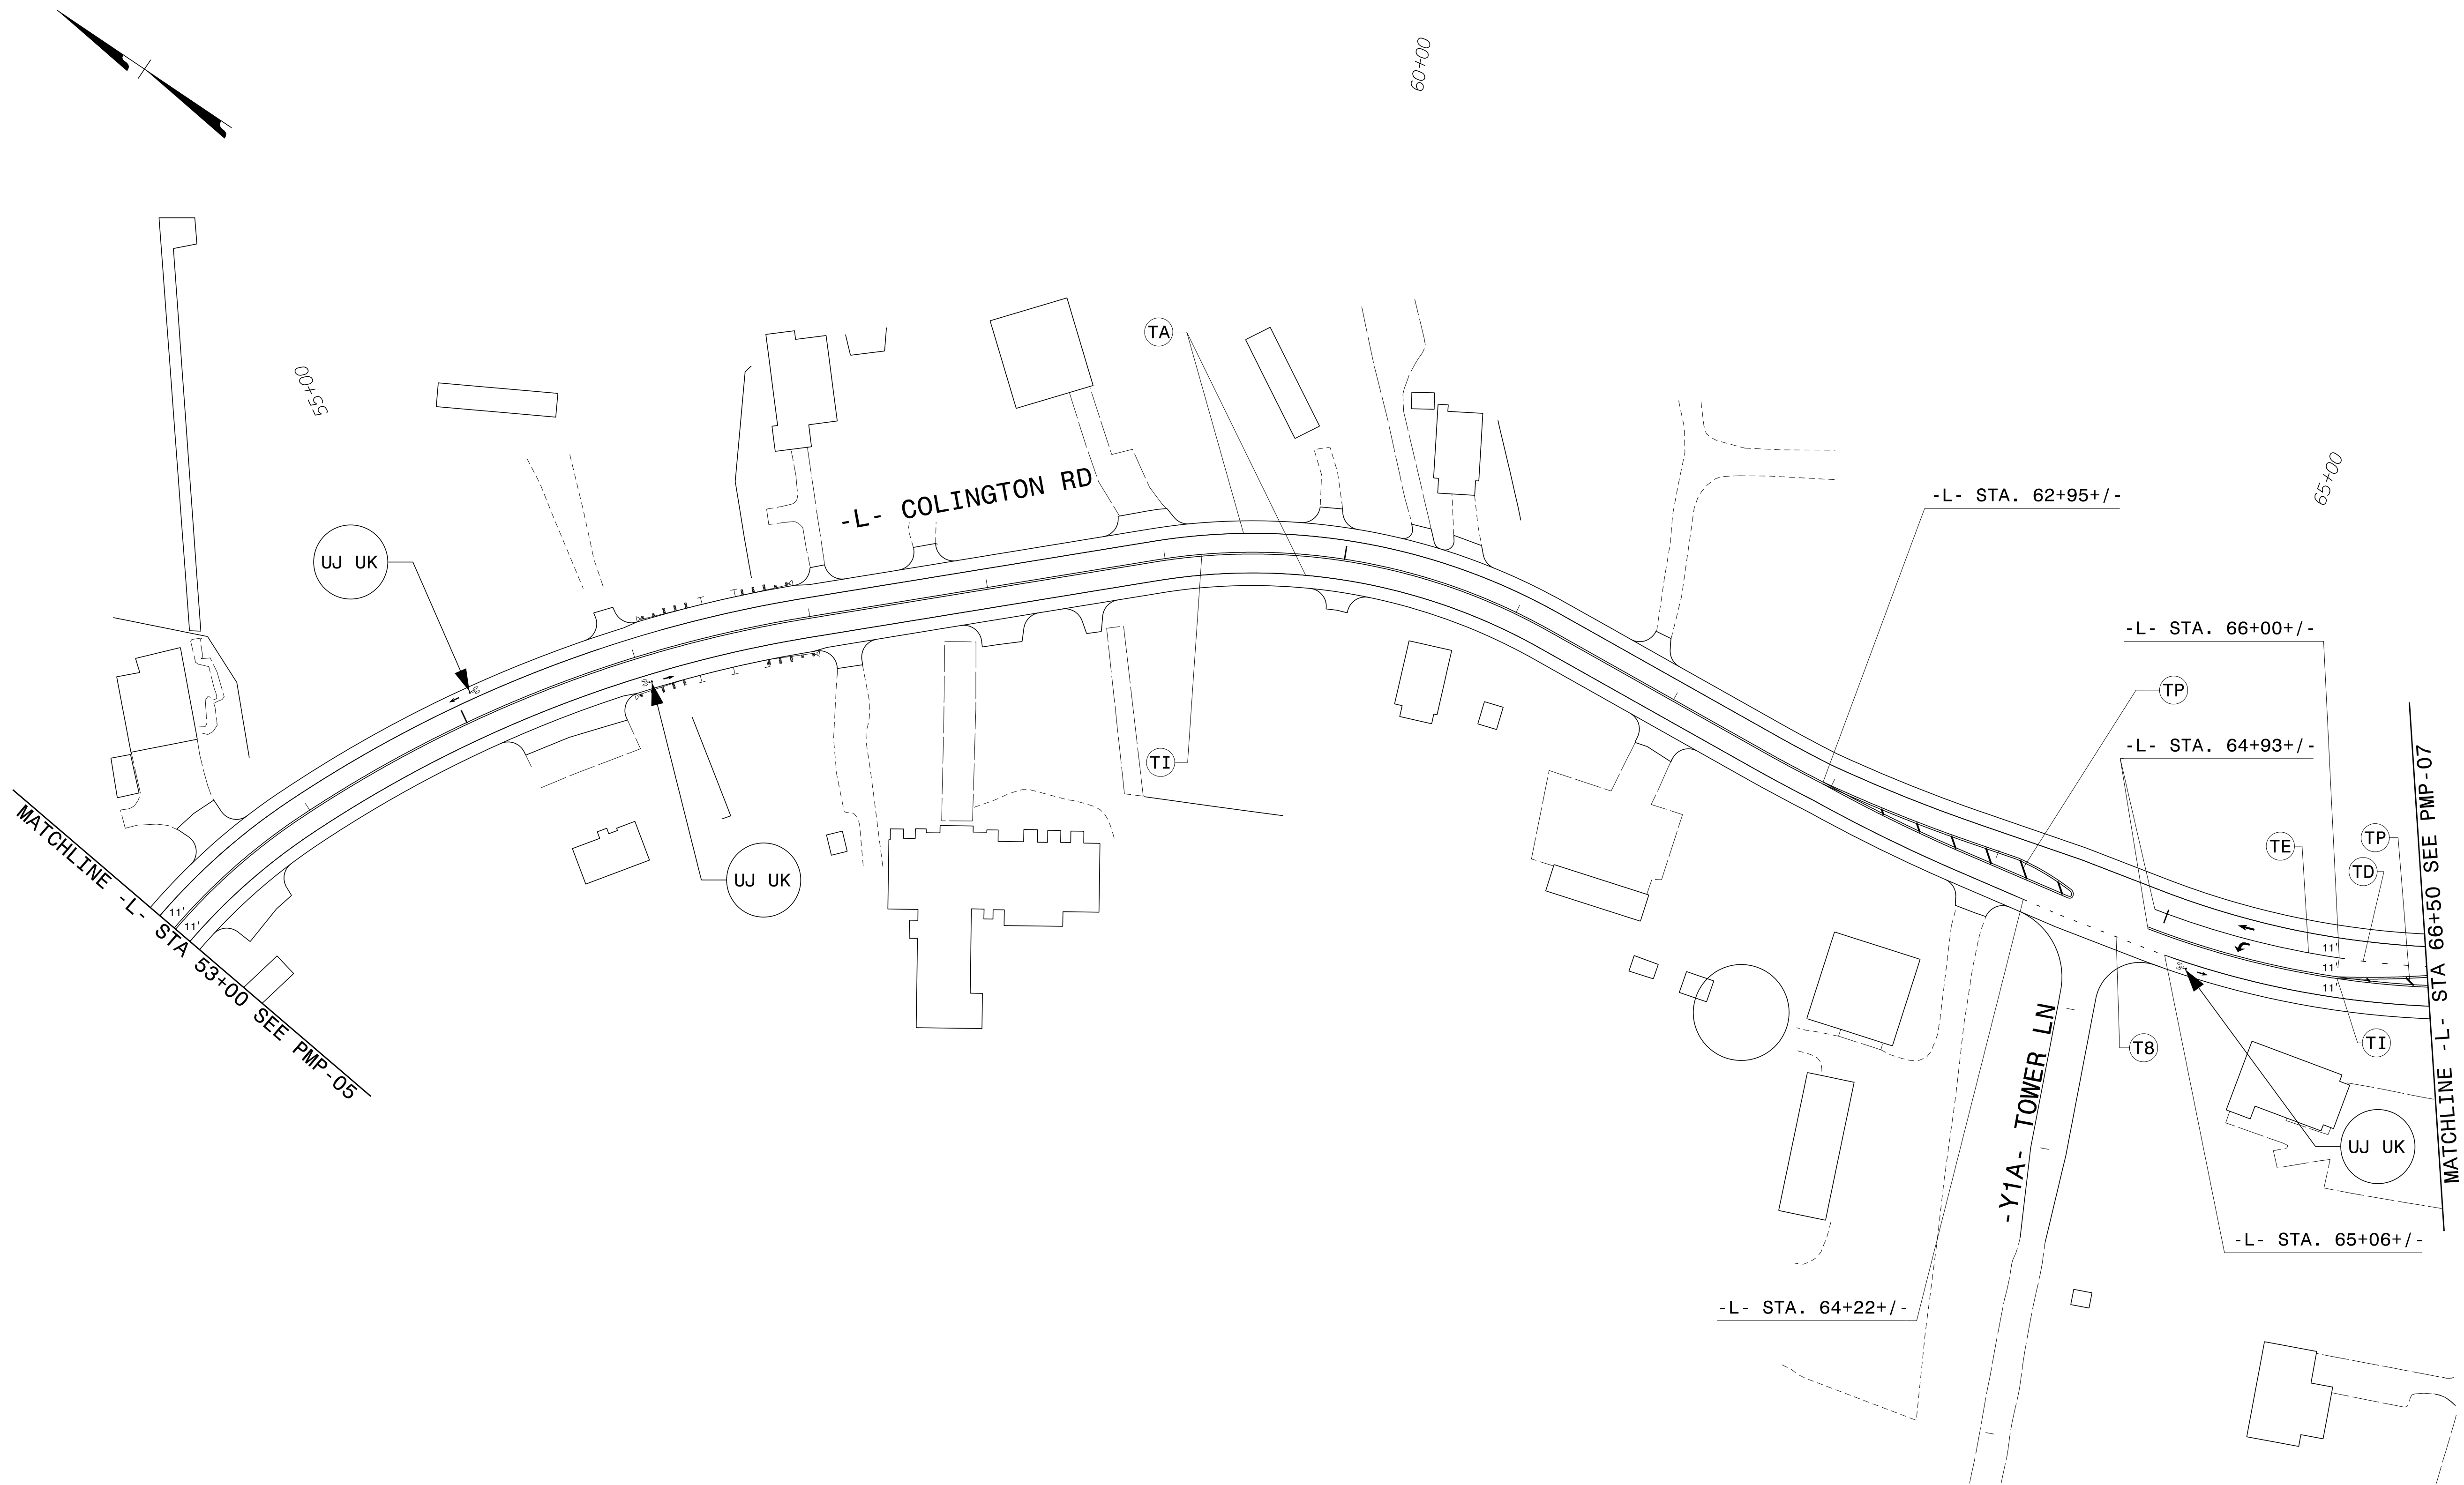 60+00
TA
55+00
65+00
-L- COLINGTON RD
-L- STA. 62+95+/-
UJ UK
-L- STA. 66+00+/-
TP
-L- STA. 64+93+/-
TI
TE
TP
TD
UJ UK
11'
11'
11'
11'
11'
MATCHLINE -L- STA 53+00 SEE PMP-05
MATCHLINE -L- STA 66+50 SEE PMP-07
-Y1A- TOWER LN
T8
TI
UJ UK
-L- STA. 65+06+/-
-L- STA. 64+22+/-